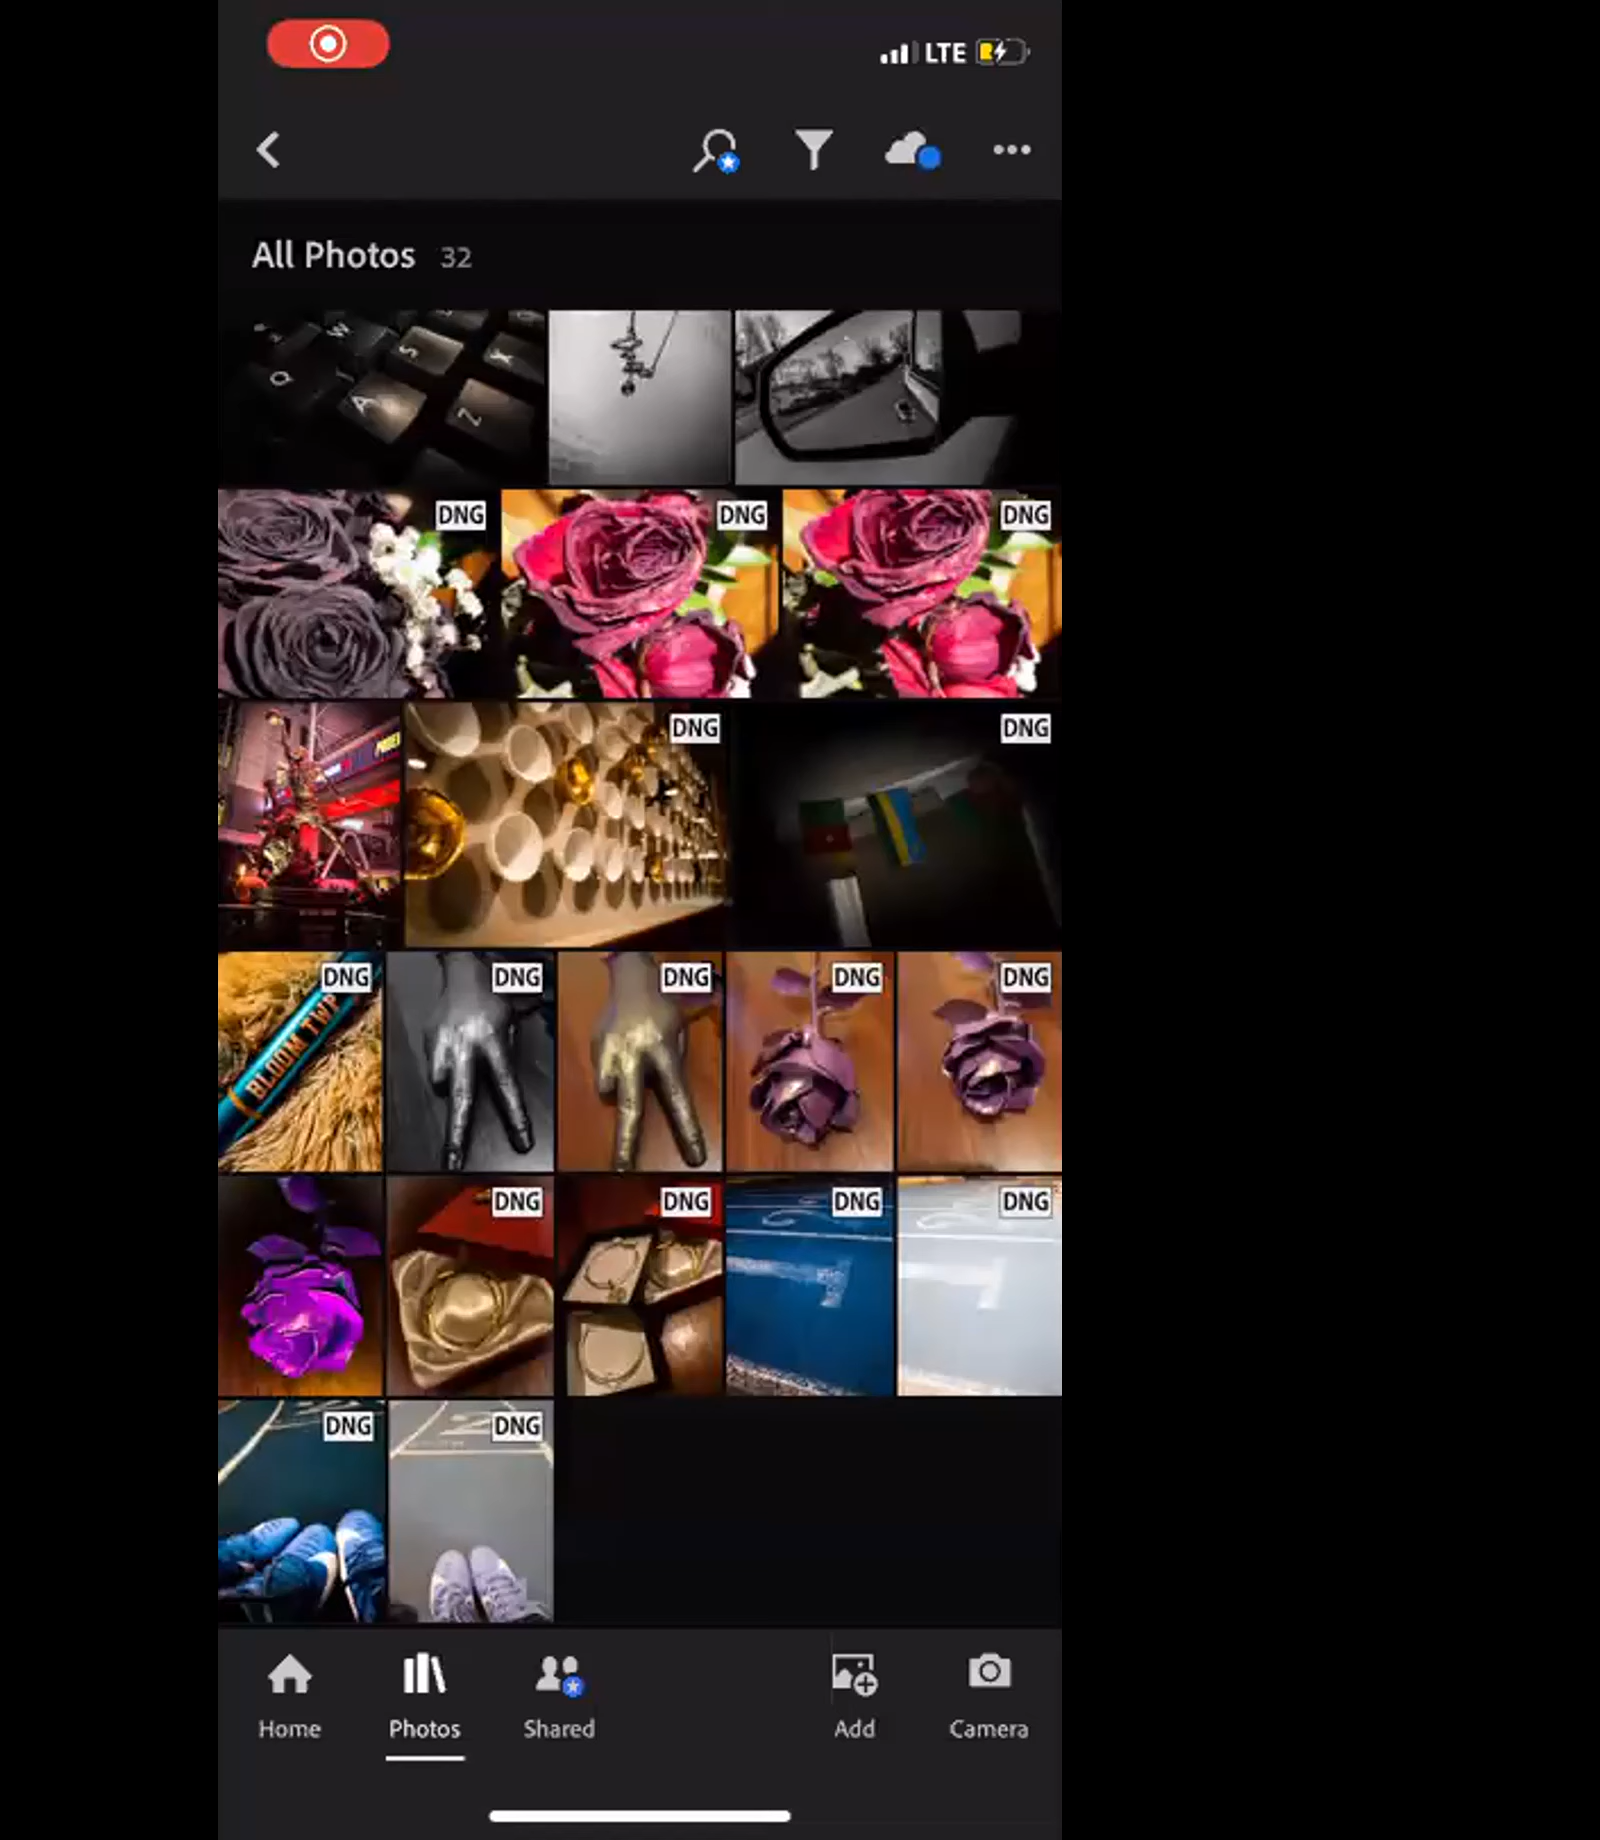 LTE
All Photos 32
W
S
X
Q
A
Z
DNG DNG DNG
DNG DNG
DNG DNG DNG DNG DNG
BLOOM TWP
DNG DNG DNG DNG
DNG DNG
Home Photos Shared Add Camera